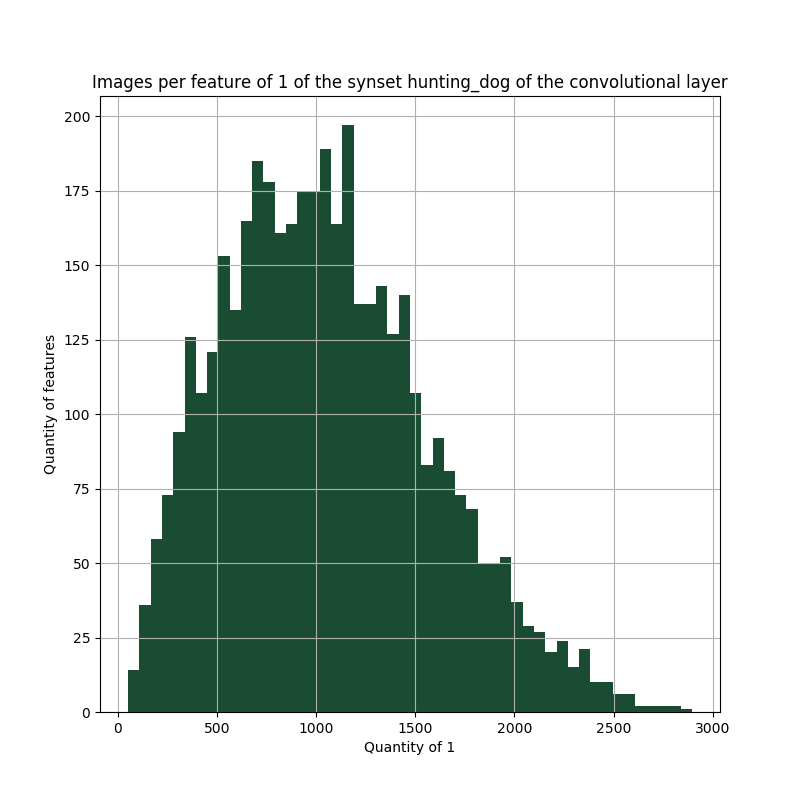 Images per feature of 1 of the synset hunting_dog of the convolutional layer
200
175
150
125
100
75
50
25
0
Quantity of features
0 500 1000 1500 2000 2500 3000
Quantity of 1